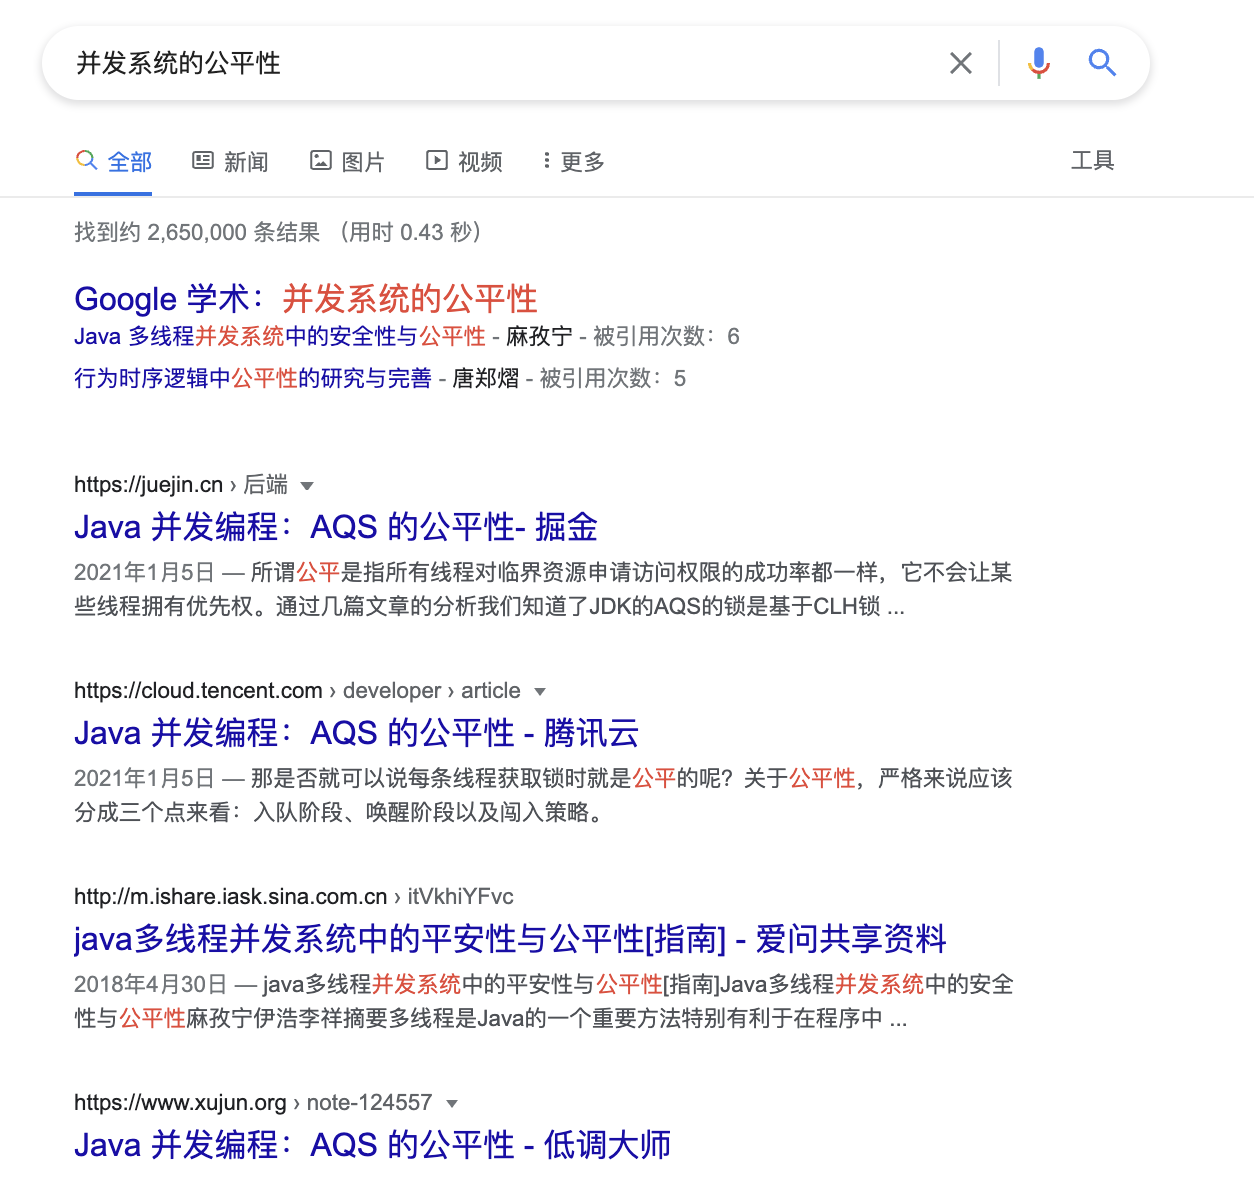 并发系统的公平性
全部 新闻 图片 视频 更多 工具
找到约 2,650,000 条结果 （用时 0.43 秒）
Google 学术：并发系统的公平性
Java 多线程并发系统中的安全性与公平性 - 麻孜宁 - 被引用次数：6
行为时序逻辑中公平性的研究与完善 - 唐郑熠 - 被引用次数：5
https://juejin.cn › 后端
Java 并发编程：AQS 的公平性- 掘金
2021年1月5日 — 所谓公平是指所有线程对临界资源申请访问权限的成功率都一样，它不会让某
些线程拥有优先权。通过几篇文章的分析我们知道了JDK的AQS的锁是基于CLH锁 ...
https://cloud.tencent.com › developer › article
Java 并发编程：AQS 的公平性 - 腾讯云
2021年1月5日 — 那是否就可以说每条线程获取锁时就是公平的呢？关于公平性，严格来说应该
分成三个点来看：入队阶段、唤醒阶段以及闯入策略。
http://m.ishare.iask.sina.com.cn › itVkhiYFvc
java多线程并发系统中的平安性与公平性[指南] - 爱问共享资料
2018年4月30日 — java多线程并发系统中的平安性与公平性[指南]Java多线程并发系统中的安全
性与公平性麻孜宁伊浩李祥摘要多线程是Java的一个重要方法特别有利于在程序中 ...
https://www.xujun.org › note-124557
Java 并发编程：AQS 的公平性 - 低调大师